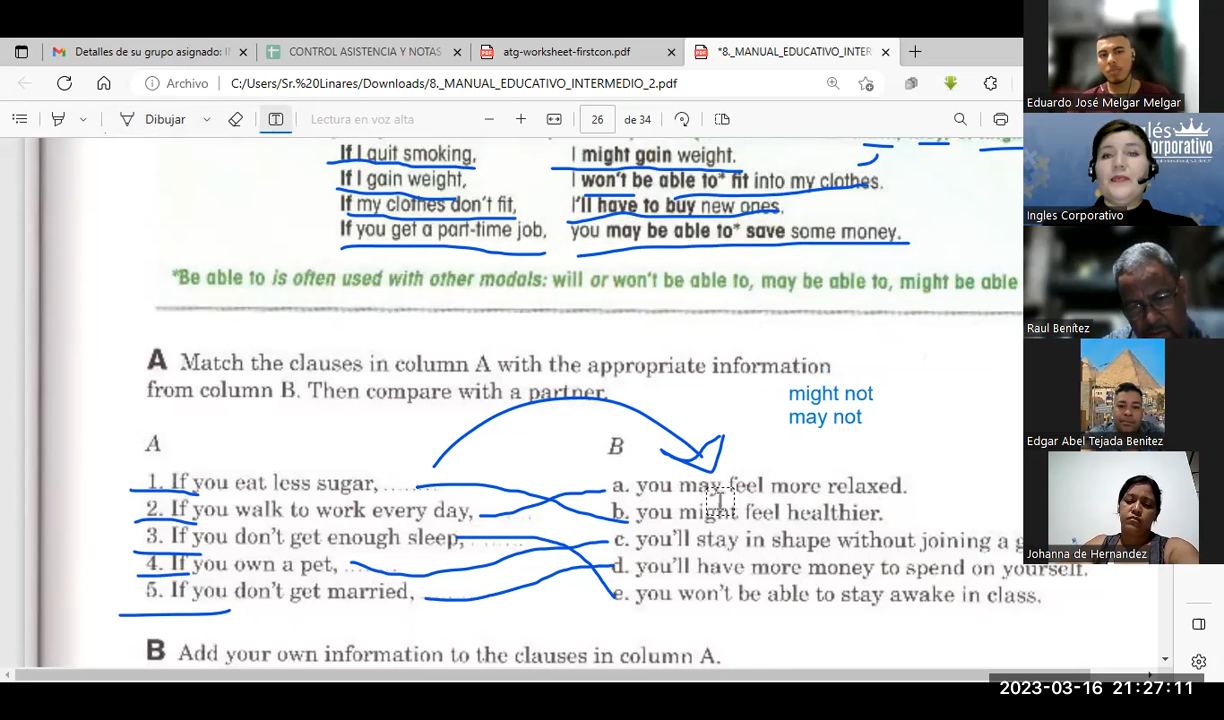 Detalles de su grupo asignado: I
CONTROL ASISTENCIA Y NOTAS
atg-worksheet-firstcon.pdf
*8._MANUAL_EDUCATIVO_INTER
Archivo
C:/Users/Sr.%20Linares/Downloads/8._MANUAL_EDUCATIVO_INTERMEDIO_2.pdf
Dibujar
Lectura en voz alta
26
de 34
If I quit smoking,
I might gain weight.
If I gain weight,
I won't be able to* fit into my clothes.
If my clothes don't fit,
I'll have to buy new ones.
If you get a part-time job,
you may be able to* save some money.
*Be able to is often used with other modals: will or won't be able to, may be able to, might be able
A Match the clauses in column A with the appropriate information
from column B. Then compare with a partner.
might not
may not
A
1. If you eat less sugar, ......
2. If you walk to work every day,
3. If you don't get enough sleep,
4. If you own a pet,
5. If you don't get married,
B
a. you may feel more relaxed.
b. you might feel healthier.
c. you'll stay in shape without joining a g
d. you'll have more money to spend on yourself.
e. you won't be able to stay awake in class.
B Add your own information to the clauses in column A.
Eduardo José Melgar Melgar
glés
orporativo
Ingles Corporativo
Raul Benítez
Edgar Abel Tejada Benitez
Johanna de Hernandez
2023-03-16 21:27:11